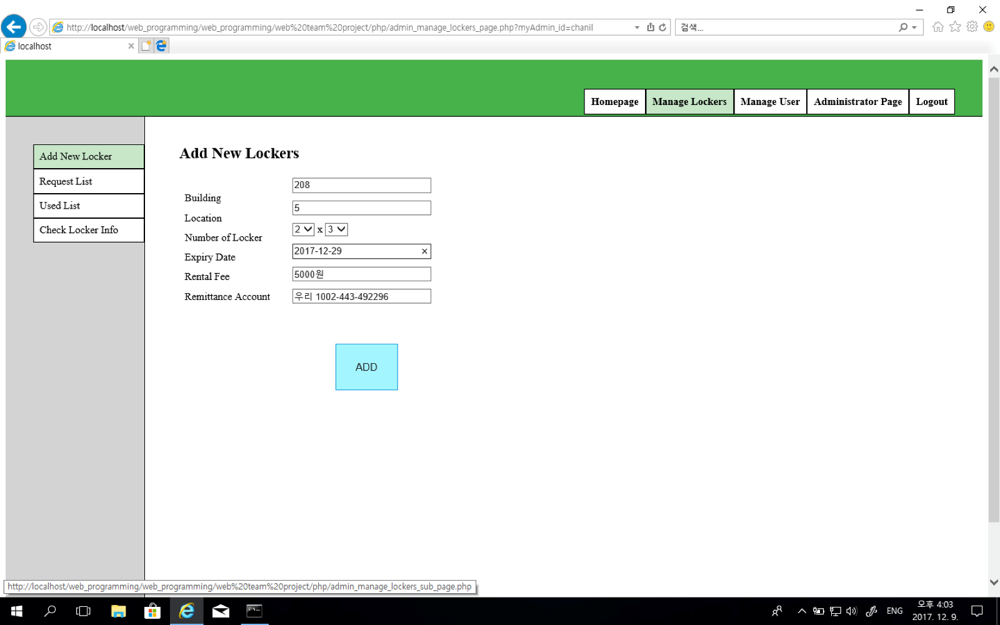 http://localhost/web_programming/web_programming/web%20team%20project/php/admin_manage_lockers_page.php?myAdmin_id=chanil
검색...
localhost
Homepage
Manage Lockers
Manage User
Administrator Page
Logout
Add New Locker
Request List
Used List
Check Locker Info
Add New Lockers
Building
208
Location
5
Number of Locker
2 x 3
Expiry Date
2017-12-29
Rental Fee
5000원
Remittance Account
우리 1002-443-492296
ADD
http://localhost/web_programming/web_programming/web%20team%20project/php/admin_manage_lockers_sub_page.php
ENG
오후 4:03
2017. 12. 9.